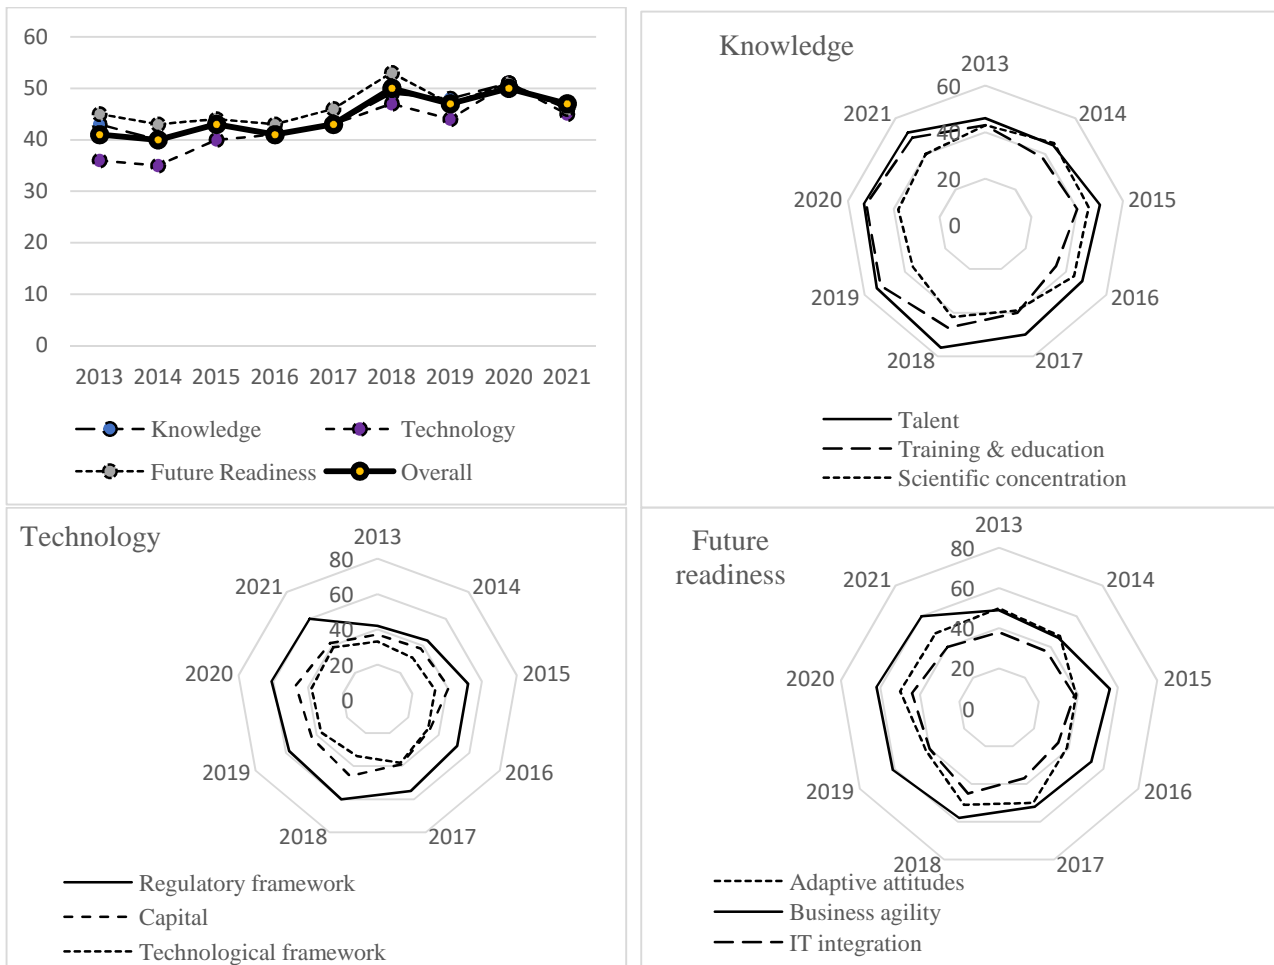 60
50
40
30
20
10
0
2013 2014 2015 2016 2017 2018 2019 2020 2021
Knowledge
Technology
Future Readiness
Overall
Knowledge
2013
2014
2015
2016
2017
2018
2019
2020
2021
60
40
20
0
Talent
Training & education
Scientific concentration
Technology
2013
2014
2015
2016
2017
2018
2019
2020
2021
80
60
40
20
0
Regulatory framework
Capital
Technological framework
Future
readiness
2013
2014
2015
2016
2017
2018
2019
2020
2021
80
60
40
20
0
Adaptive attitudes
Business agility
IT integration